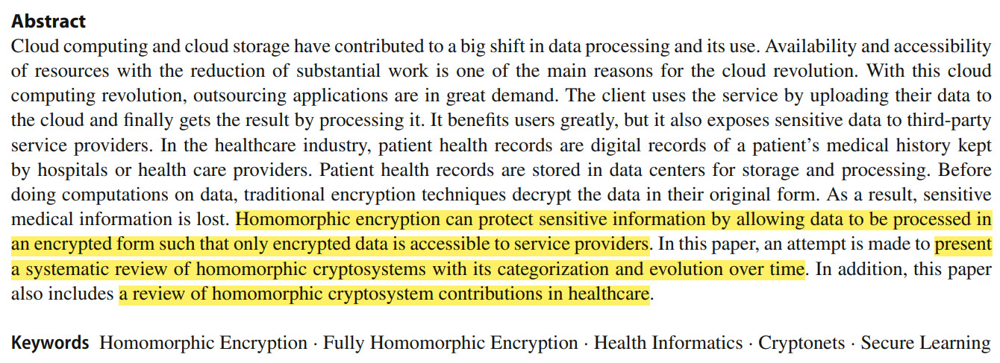 Abstract
Cloud computing and cloud storage have contributed to a big shift in data processing and its use. Availability and accessibility
of resources with the reduction of substantial work is one of the main reasons for the cloud revolution. With this cloud
computing revolution, outsourcing applications are in great demand. The client uses the service by uploading their data to
the cloud and finally gets the result by processing it. It benefits users greatly, but it also exposes sensitive data to third-party
service providers. In the healthcare industry, patient health records are digital records of a patient's medical history kept
by hospitals or health care providers. Patient health records are stored in data centers for storage and processing. Before
doing computations on data, traditional encryption techniques decrypt the data in their original form. As a result, sensitive
medical information is lost. Homomorphic encryption can protect sensitive information by allowing data to be processed in
an encrypted form such that only encrypted data is accessible to service providers. In this paper, an attempt is made to present
a systematic review of homomorphic cryptosystems with its categorization and evolution over time. In addition, this paper
also includes a review of homomorphic cryptosystem contributions in healthcare.
Keywords Homomorphic Encryption · Fully Homomorphic Encryption · Health Informatics · Cryptonets · Secure Learning